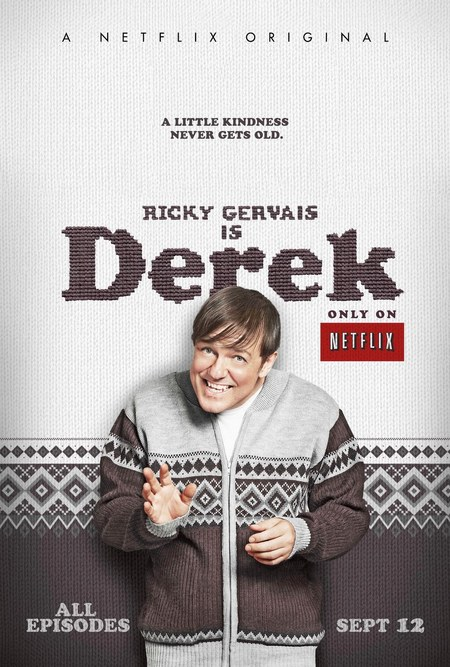 A NETFLIX ORIGINAL
A LITTLE KINDNESS
NEVER GETS OLD.
RICKY GERVAIS
IS
Derek
ONLY ON
NETFLIX
ALL
EPISODES
SEPT 12